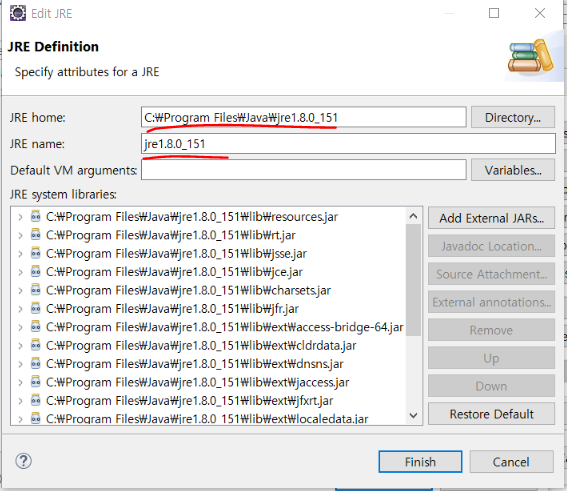 Edit JRE
JRE Definition
Specify attributes for a JRE
JRE home: C:₩Program Files₩Java₩jre1.8.0_151 Directory...
JRE name: jre1.8.0_151
Default VM arguments: Variables...
JRE system libraries:
C:₩Program Files₩Java₩jre1.8.0_151₩lib₩resources.jar
C:₩Program Files₩Java₩jre1.8.0_151₩lib₩rt.jar
C:₩Program Files₩Java₩jre1.8.0_151₩lib₩jsse.jar
C:₩Program Files₩Java₩jre1.8.0_151₩lib₩jce.jar
C:₩Program Files₩Java₩jre1.8.0_151₩lib₩charsets.jar
C:₩Program Files₩Java₩jre1.8.0_151₩lib₩jfr.jar
C:₩Program Files₩Java₩jre1.8.0_151₩lib₩ext₩access-bridge-64.jar
C:₩Program Files₩Java₩jre1.8.0_151₩lib₩ext₩cldrdata.jar
C:₩Program Files₩Java₩jre1.8.0_151₩lib₩ext₩dnsns.jar
C:₩Program Files₩Java₩jre1.8.0_151₩lib₩ext₩jaccess.jar
C:₩Program Files₩Java₩jre1.8.0_151₩lib₩ext₩jfxrt.jar
C:₩Program Files₩Java₩jre1.8.0_151₩lib₩ext₩localedata.jar
Add External JARs...
Javadoc Location...
Source Attachment...
External annotations...
Remove
Up
Down
Restore Default
? Finish Cancel